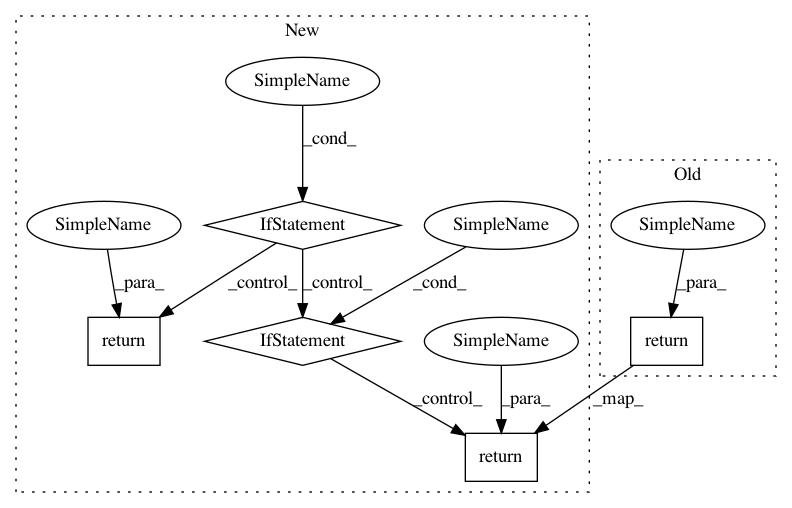 New
SimpleName
_cond_
Old
SimpleName
IfStatement
SimpleName
SimpleName
_para_
_control_
_control_
_cond_
_para_
return
IfStatement
SimpleName
return
_control_
_para_
_map_
return